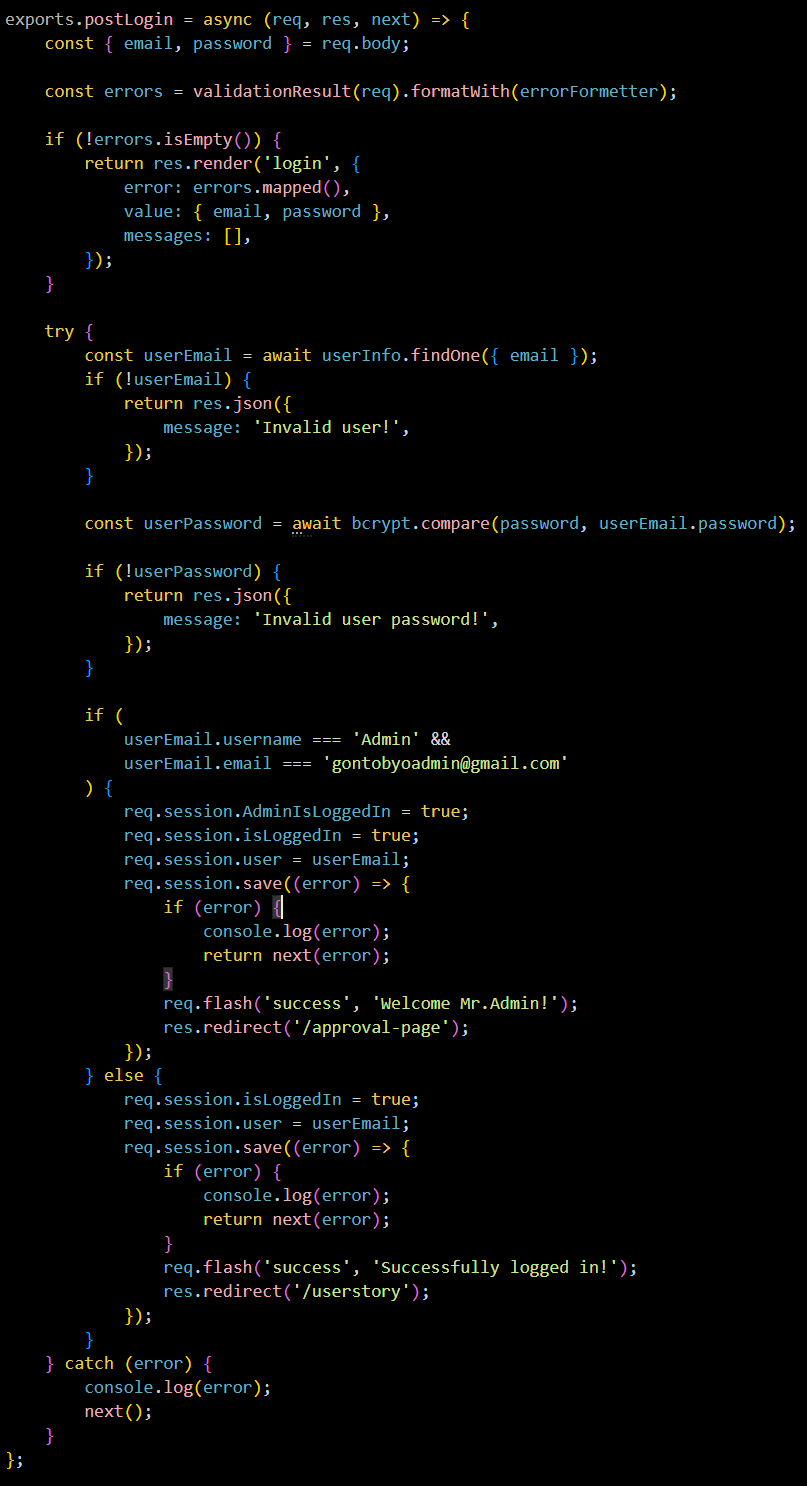 exports.postLogin = async (req, res, next) => {
    const { email, password } = req.body;

    const errors = validationResult(req).formatWith(errorFormetter);

    if (!errors.isEmpty()) {
        return res.render('login', {
            error: errors.mapped(),
            value: { email, password },
            messages: [],
        });
    }

    try {
        const userEmail = await userInfo.findOne({ email });
        if (!userEmail) {
            return res.json({
                message: 'Invalid user!',
            });
        }

        const userPassword = await bcrypt.compare(password, userEmail.password);

        if (!userPassword) {
            return res.json({
                message: 'Invalid user password!',
            });
        }

        if (
            userEmail.username === 'Admin' &&
            userEmail.email === 'gontobyoadmin@gmail.com'
        ) {
            req.session.AdminIsLoggedIn = true;
            req.session.isLoggedIn = true;
            req.session.user = userEmail;
            req.session.save((error) => {
                if (error) {
                    console.log(error);
                    return next(error);
                }
                req.flash('success', 'Welcome Mr.Admin!');
                res.redirect('/approval-page');
            });
        } else {
            req.session.isLoggedIn = true;
            req.session.user = userEmail;
            req.session.save((error) => {
                if (error) {
                    console.log(error);
                    return next(error);
                }
                req.flash('success', 'Successfully logged in!');
                res.redirect('/userstory');
            });
        }
    } catch (error) {
        console.log(error);
        next();
    }
};